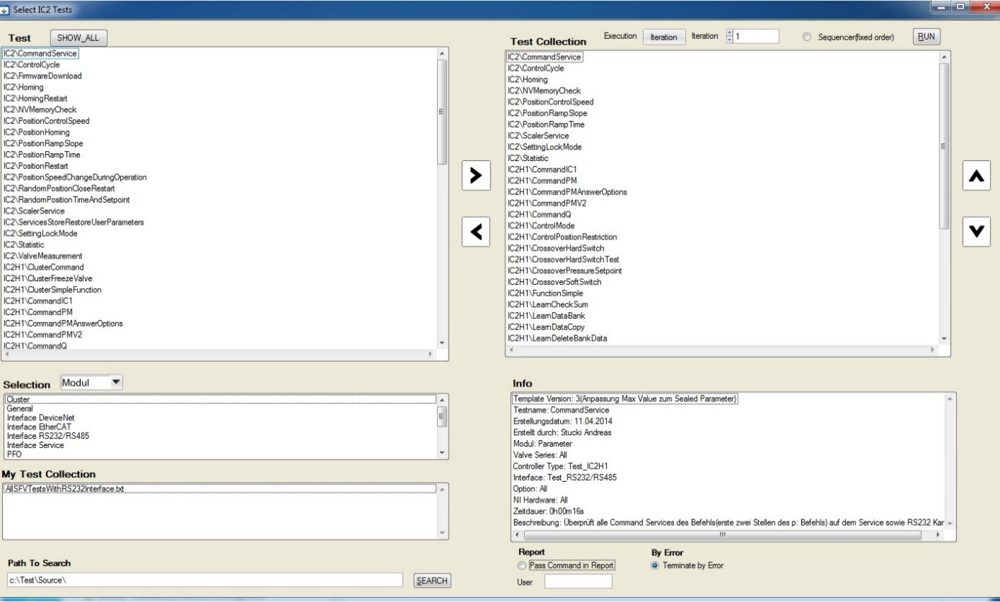 Select IC2 Tests
Test
SHOW_ALL
IC2\CommandService
IC2\ControlCycle
IC2\FirmwareDownload
IC2\Homing
IC2\HomingRestart
IC2\NVMemoryCheck
IC2\PositionControlSpeed
IC2\PositionHoming
IC2\PositionRampSlope
IC2\PositionRampTime
IC2\PositionRestart
IC2\PositionSpeedChangeDuringOperation
IC2\RandomPositionCloseRestart
IC2\RandomPositionTimeAndSetpoint
IC2\ScalerService
IC2\ServicesStoreRestoreUserParameters
IC2\SettingLockMode
IC2\Statistic
IC2\ValveMeasurement
IC2H1\ClusterCommand
IC2H1\ClusterFreezeValve
IC2H1\ClusterSimpleFunction
IC2H1\CommandIC1
IC2H1\CommandPM
IC2H1\CommandPMAnswerOptions
IC2H1\CommandPMV2
IC2H1\CommandQ
Selection
Modul
Cluster
General
Interface DeviceNet
Interface EtherCAT
Interface RS232/RS485
Interface Service
PFO
My Test Collection
AllSFVTestsWithRS232Interface.txt
Path To Search
c:\Test\Source\
SEARCH
Test Collection
Execution
Iteration
Iteration
1
Sequencer(fixed order)
RUN
IC2\CommandService
IC2\ControlCycle
IC2\Homing
IC2\NVMemoryCheck
IC2\PositionControlSpeed
IC2\PositionRampSlope
IC2\PositionRampTime
IC2\ScalerService
IC2\SettingLockMode
IC2\Statistic
IC2H1\CommandIC1
IC2H1\CommandPM
IC2H1\CommandPMAnswerOptions
IC2H1\CommandPMV2
IC2H1\CommandQ
IC2H1\ControlMode
IC2H1\ControlPositionRestriction
IC2H1\CrossoverHardSwitch
IC2H1\CrossoverHardSwitchTest
IC2H1\CrossoverPressureSetpoint
IC2H1\CrossoverSoftSwitch
IC2H1\FunctionSimple
IC2H1\LearnCheckSum
IC2H1\LearnDataBank
IC2H1\LearnDataCopy
IC2H1\LearnDeleteBankData
Info
Template Version: 3(Anpassung Max Value zum Sealed Parameter)
Testname: CommandService
Erstellungsdatum: 11.04.2014
Erstellt durch: Stucki Andreas
Modul: Parameter
Valve Series: All
Controller Type: Test_IC2H1
Interface: Test_RS232/RS485
Option: All
NI Hardware: All
Zeitdauer: 0h00m16s
Beschreibung: Überprüft alle Command Services des Befehls(erste zwei Stellen des p: Befehls) auf dem Service sowie RS232 Kar
Report
Pass Command in Report
User
By Error
Terminate by Error